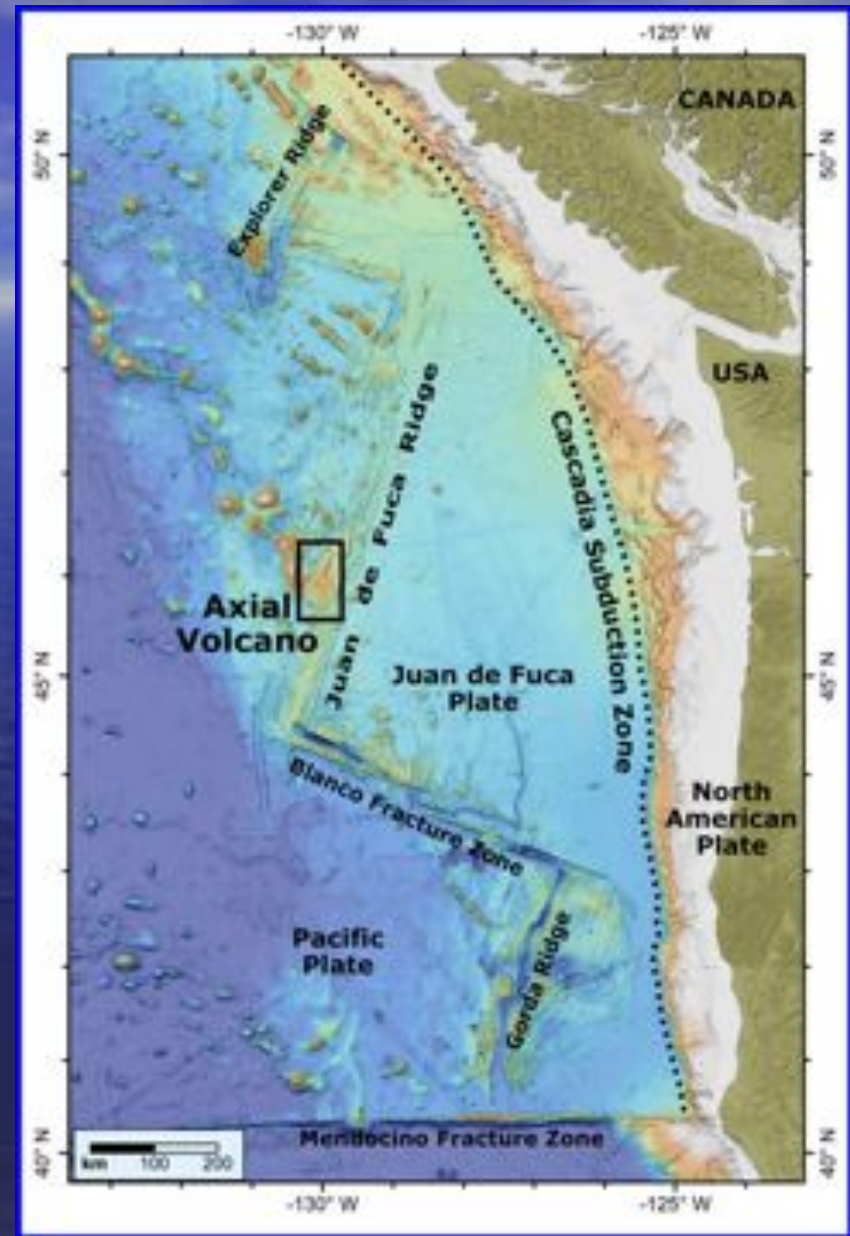 -130° W
-125° W
CANADA
50° N
50° N
Explorer Ridge
USA
Juan de Fuca Ridge
Cascadia Subduction Zone
Axial
Volcano
45° N
Juan de Fuca
Plate
45° N
Blanco Fracture Zone
North
American
Plate
Pacific
Plate
Gorda Ridge
Mendocino Fracture Zone
km 100 200
40° N
40° N
-130° W
-125° W